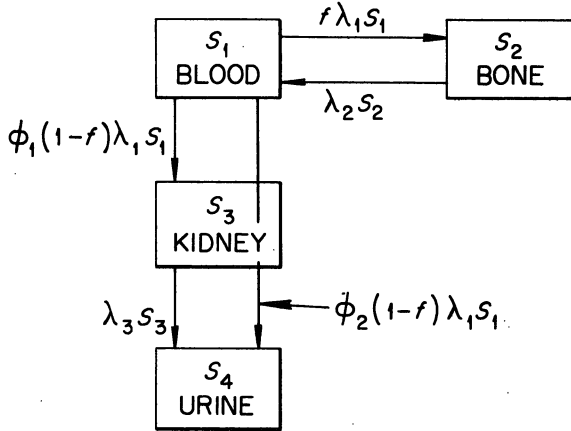 fλ₁S₁
S₁
BLOOD
S₂
BONE
λ₂S₂
ϕ₁(1-f)λ₁S₁
S₃
KIDNEY
λ₃S₃
ϕ₂(1-f)λ₁S₁
S₄
URINE